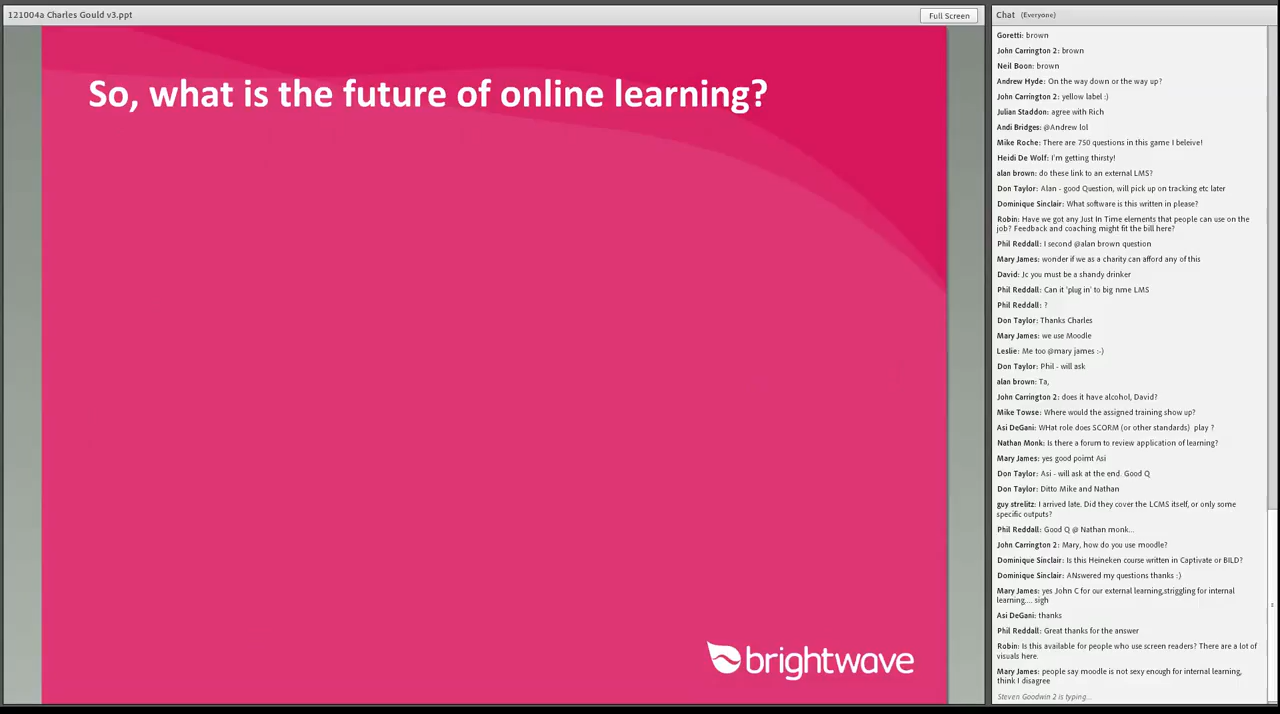 121004a Charles Gould v3.ppt
Full Screen
So, what is the future of online learning?
brightwave
Chat (Everyone)
Goretti: brown
John Carrington 2: brown
Neil Boon: brown
Andrew Hyde: On the way down or the way up?
John Carrington 2: yellow label :)
Julian Staddon: agree with Rich
Andi Bridges: @Andrew lol
Mike Roche: There are 750 questions in this game I beleive!
Heidi De Wolf: I'm getting thirsty!
alan brown: do these link to an external LMS?
Don Taylor: Alan - good Question, will pick up on tracking etc later
Dominique Sinclair: What software is this written in please?
Robin: Have we got any Just In Time elements that people can use on the
job? Feedback and coaching might fit the bill here?
Phil Reddall: I second @alan brown question
Mary James: wonder if we as a charity can afford any of this
David: Jc you must be a shandy drinker
Phil Reddall: Can it 'plug in' to big nme LMS
Phil Reddall: ?
Don Taylor: Thanks Charles
Mary James: we use Moodle
Leslie: Me too @mary james :-)
Don Taylor: Phil - will ask
alan brown: Ta,
John Carrington 2: does it have alcohol, David?
Mike Towse: Where would the assigned training show up?
Asi DeGani: WHat role does SCORM (or other standards) play ?
Nathan Monk: Is there a forum to review application of learning?
Mary James: yes good poimt Asi
Don Taylor: Asi - will ask at the end. Good Q
Don Taylor: Ditto Mike and Nathan
guy strelitz: I arrived late. Did they cover the LCMS itself, or only some
specific outputs?
Phil Reddall: Good Q @ Nathan monk...
John Carrington 2: Mary, how do you use moodle?
Dominique Sinclair: Is this Heineken course written in Captivate or BILD?
Dominique Sinclair: ANswered my questions thanks :)
Mary James: yes John C for our external learning,striggling for internal
learning.... sigh
Asi DeGani: thanks
Phil Reddall: Great thanks for the answer
Robin: Is this available for people who use screen readers? There are a lot of
visuals here.
Mary James: people say moodle is not sexy enough for internal learning,
think I disagree
Steven Goodwin 2 is typing...